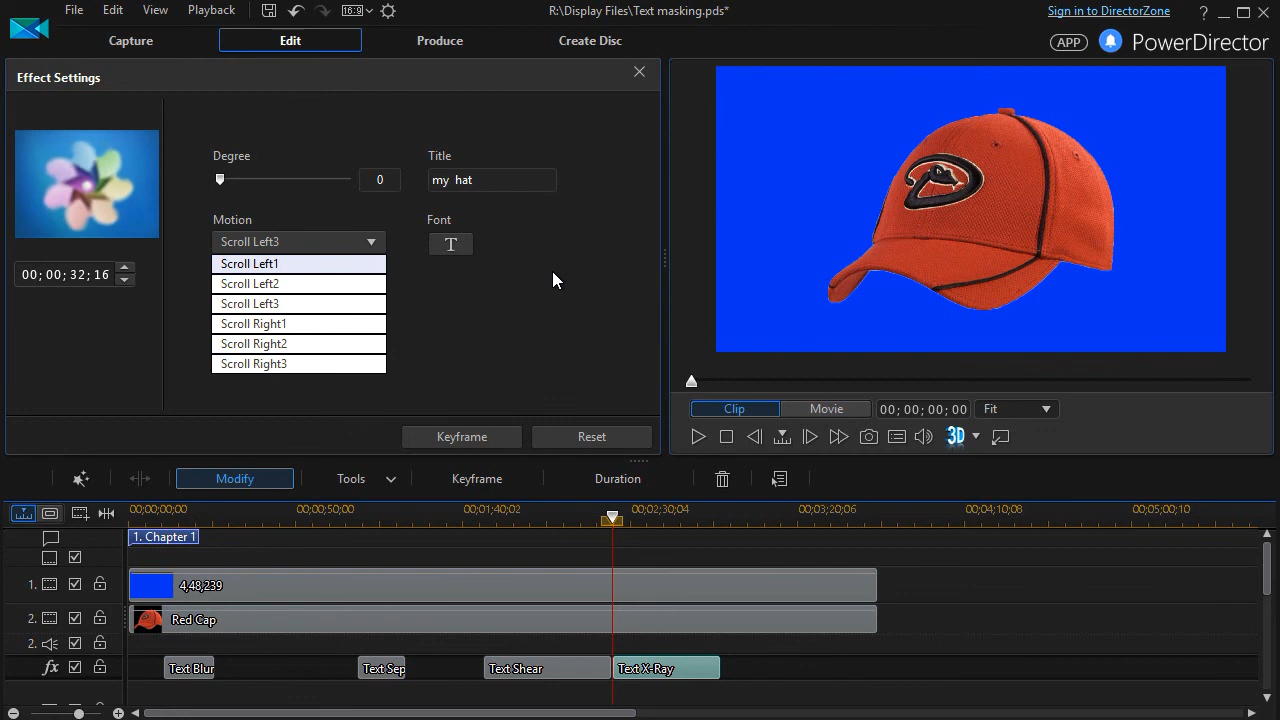 File Edit View Playback
16:9
R:\Display Files\Text masking.pds*
Sign in to DirectorZone
?
Capture Edit Produce Create Disc
APP
PowerDirector
Effect Settings
Degree
0
Title
my hat
Motion
Scroll Left3
Font
T
Scroll Left1
Scroll Left2
Scroll Left3
Scroll Right1
Scroll Right2
Scroll Right3
00; 00; 32; 16
Keyframe Reset
Clip Movie 00; 00; 00; 00 Fit
3D
Modify Tools Keyframe Duration
00;00;00;00 00;00;50;00 00;01;40;02 00;02;30;04 00;03;20;06 00;04;10;08 00;05;00;10
1. Chapter 1
1. 4,48,239
2. Red Cap
2.
fx Text Blur Text Sep Text Shear Text X-Ray